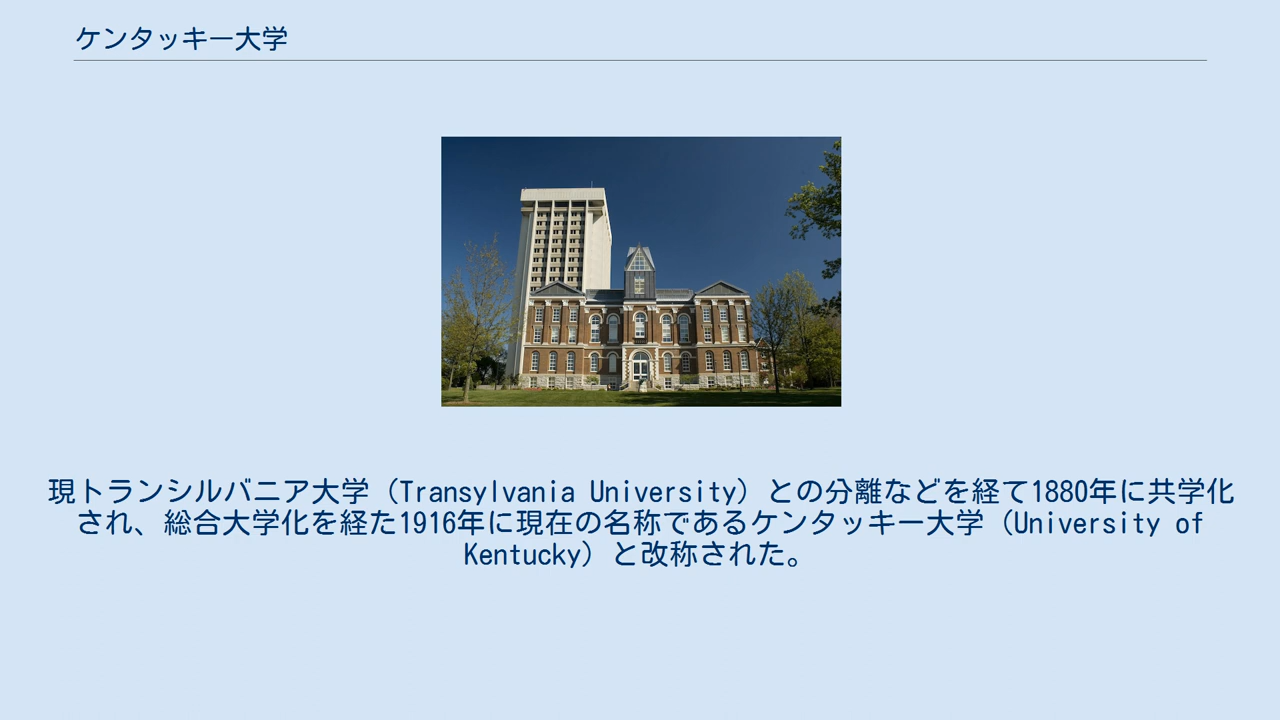 ケンタッキー大学
現トランシルバニア大学（Transylvania University）との分離などを経て1880年に共学化
され、総合大学化を経た1916年に現在の名称であるケンタッキー大学（University of
Kentucky）と改称された。